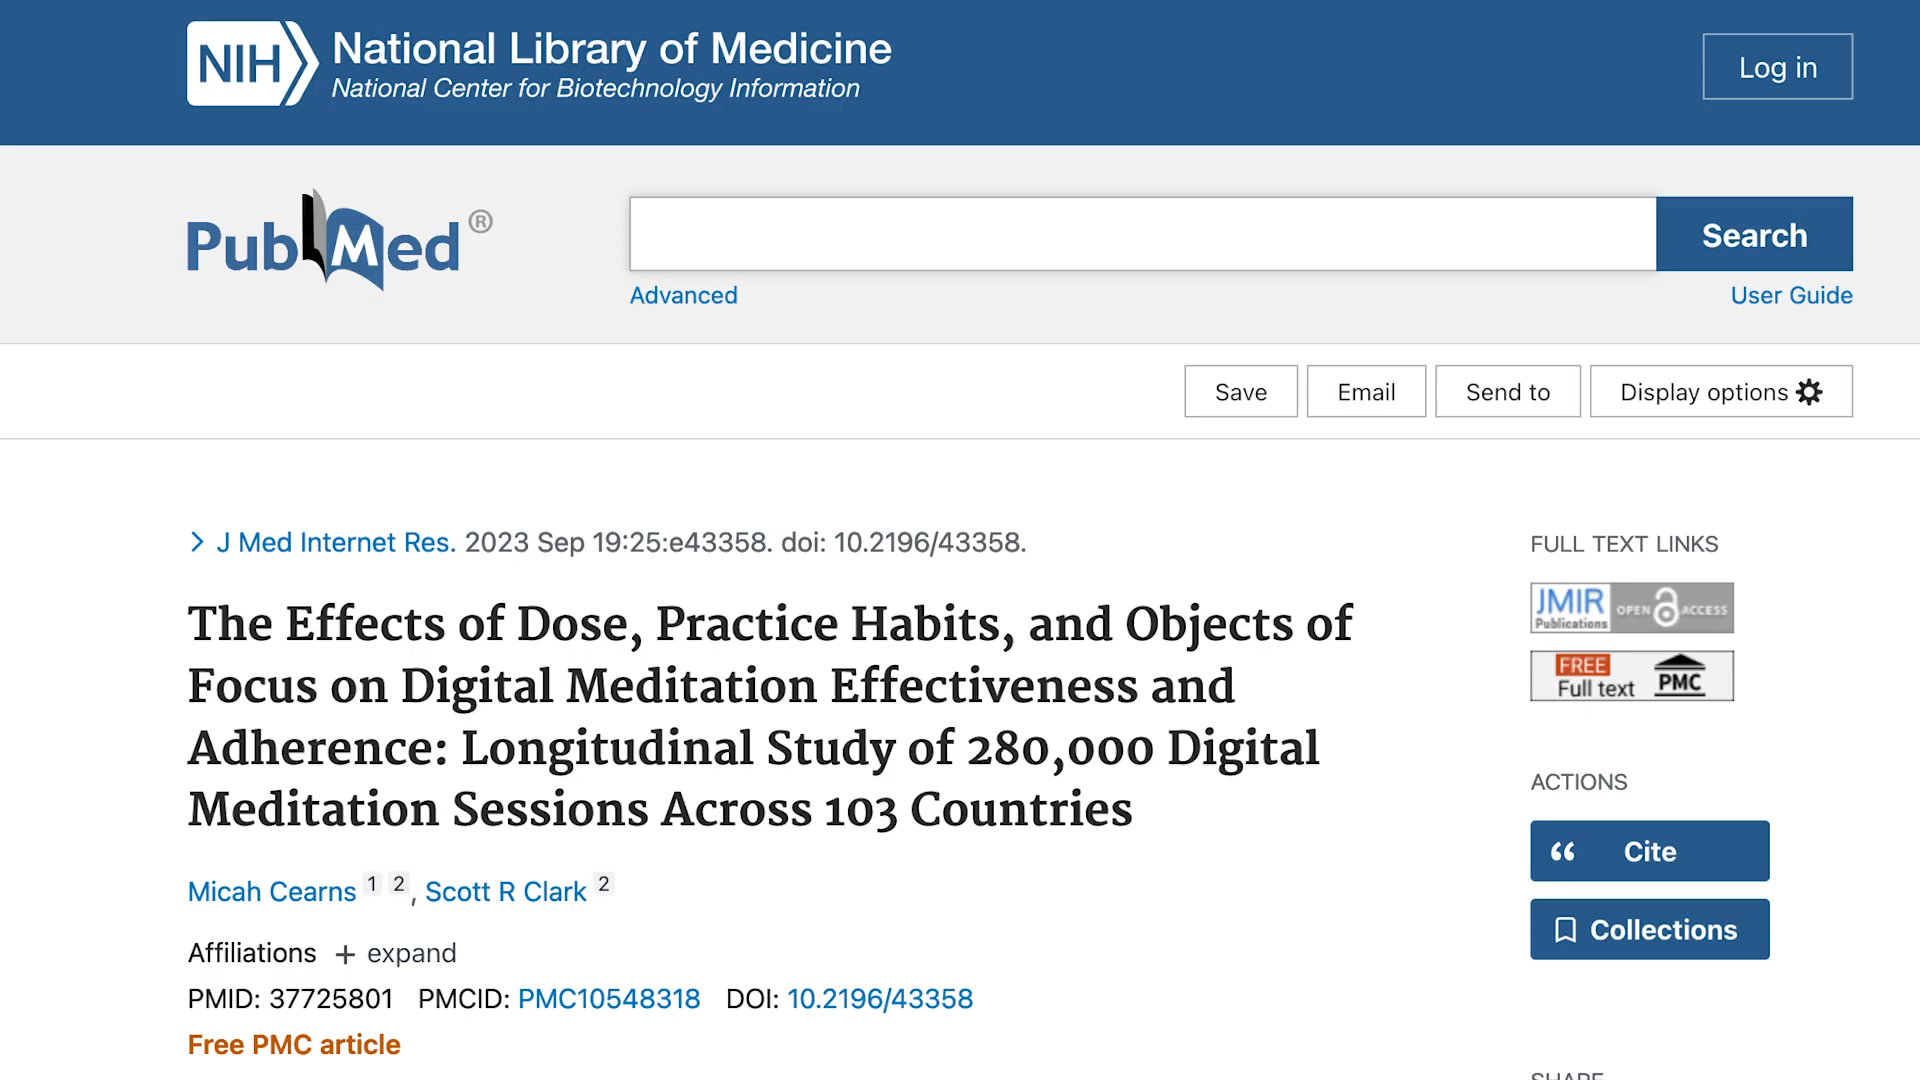 NIH National Library of Medicine
National Center for Biotechnology Information
Log in
PubMed®
Search
Advanced
User Guide
Save
Email
Send to
Display options
J Med Internet Res. 2023 Sep 19:25:e43358. doi: 10.2196/43358.
The Effects of Dose, Practice Habits, and Objects of
Focus on Digital Meditation Effectiveness and
Adherence: Longitudinal Study of 280,000 Digital
Meditation Sessions Across 103 Countries
Micah Cearns 1 2, Scott R Clark 2
Affiliations + expand
PMID: 37725801 PMCID: PMC10548318 DOI: 10.2196/43358
Free PMC article
FULL TEXT LINKS
JMIR Publications OPEN ACCESS
FREE Full text PMC
ACTIONS
Cite
Collections
SHARE